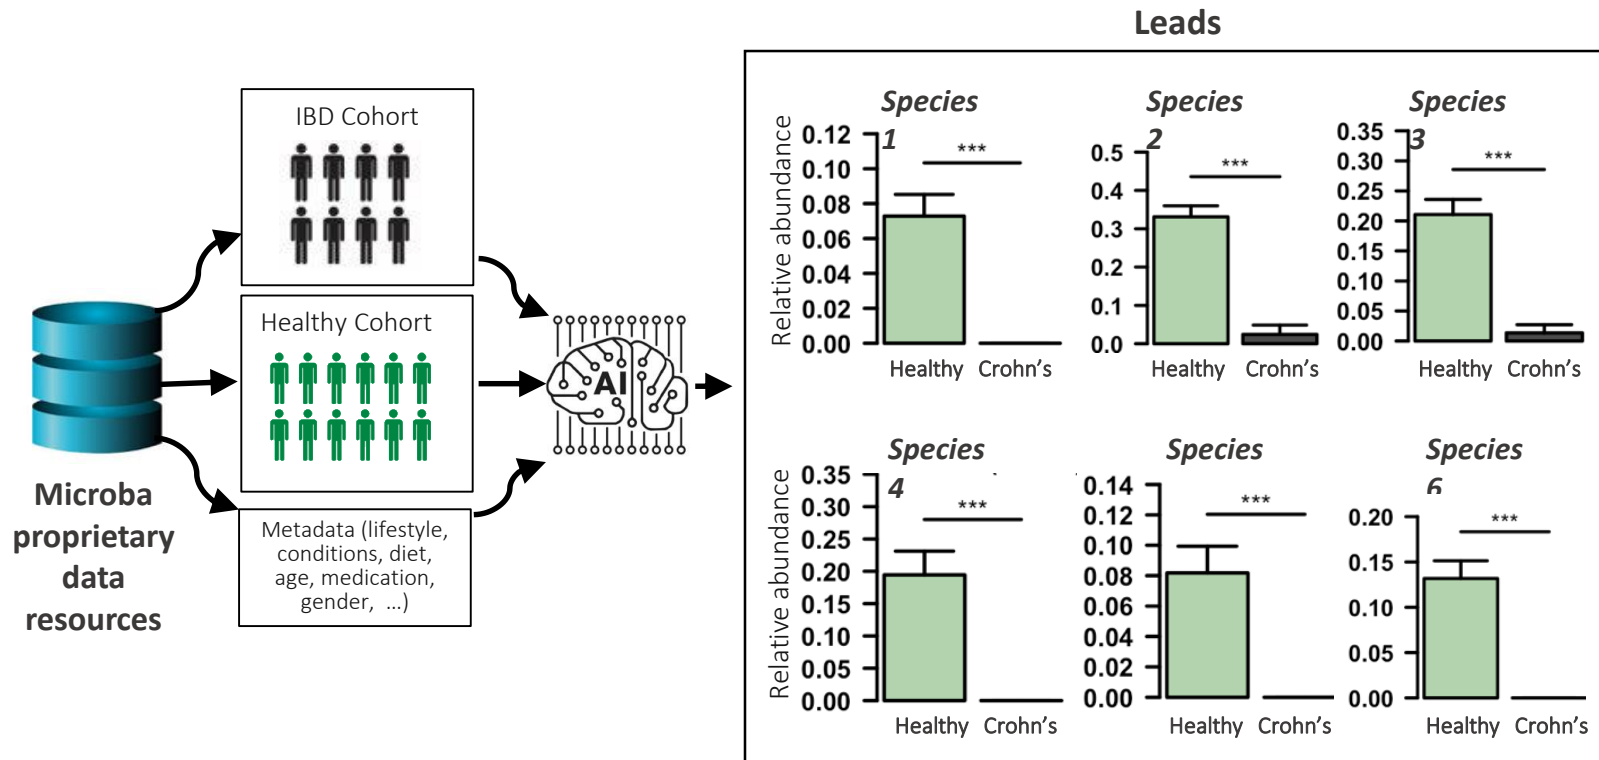 Leads
IBD Cohort
Healthy Cohort
Metadada (lifestyle,
conditions, diet,
age, medication,
gender, ...)
Microba
proprietary
data
resources
AI
Species
1
Relative abundance
0.12
0.10
0.08
0.06
0.04
0.02
0.00
***
Healthy Crohn's
Species
2
0.5
0.4
0.3
0.2
0.1
0.0
***
Healthy Crohn's
Species
3
0.35
0.30
0.25
0.20
0.15
0.10
0.05
0.00
***
Healthy Crohn's
Species
4
Relative abundance
0.35
0.30
0.25
0.20
0.15
0.10
0.05
0.00
***
Healthy Crohn's
Species
0.14
0.12
0.10
0.08
0.06
0.04
0.02
0.00
***
Healthy Crohn's
Species
6
0.20
0.15
0.10
0.05
0.00
***
Healthy Crohn's